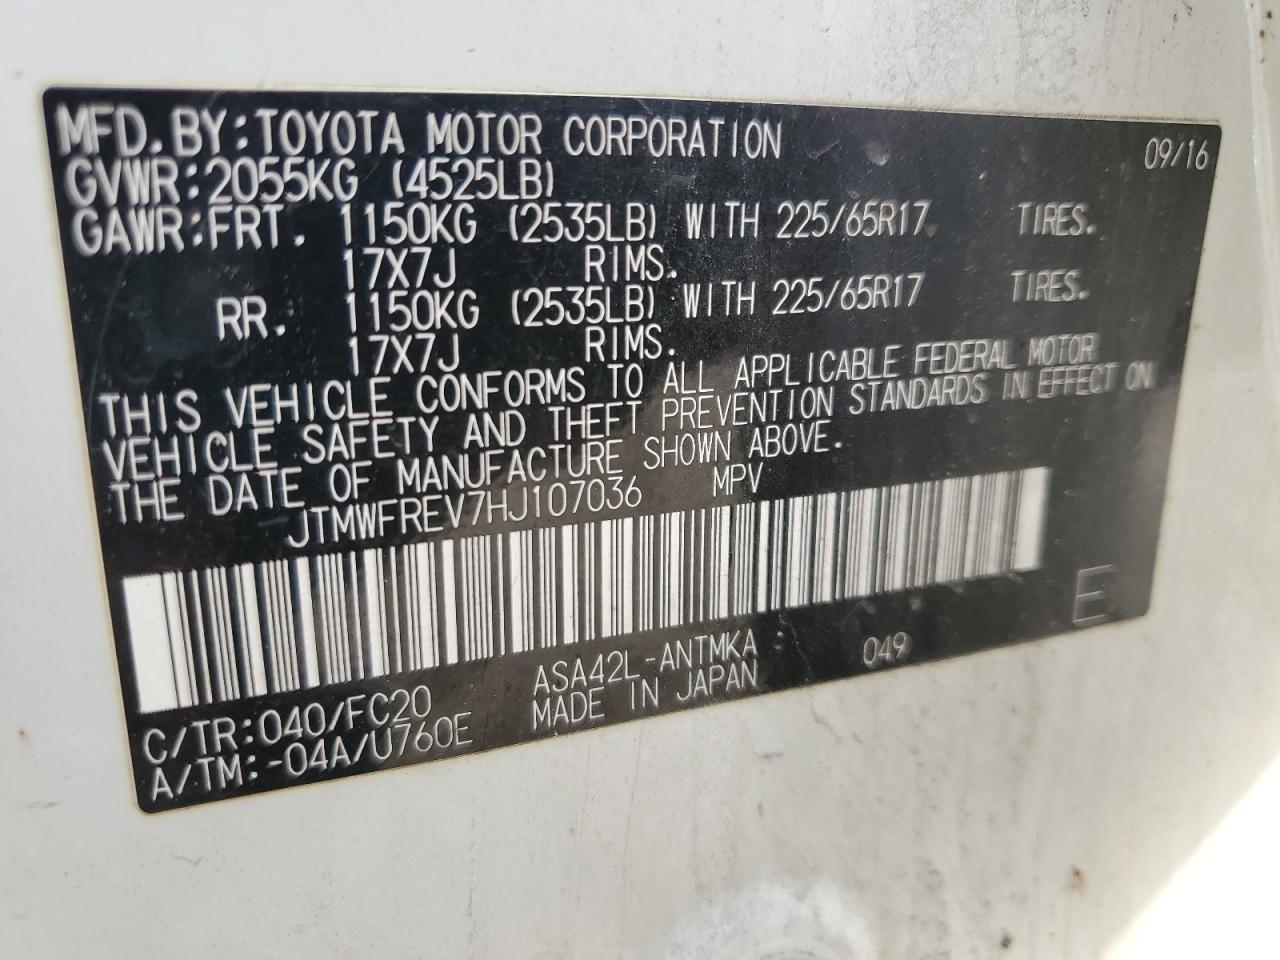 MFD. BY: TOYOTA MOTOR CORPORATION 09/16
GVWR: 2055KG (4525LB)
GAWR: FRT. 1150KG (2535LB) WITH 225/65R17 TIRES.
17X7J RIMS.
RR. 1150KG (2535LB) WITH 225/65R17 TIRES.
17X7J RIMS.
THIS VEHICLE CONFORMS TO ALL APPLICABLE FEDERAL MOTOR
VEHICLE SAFETY AND THEFT PREVENTION STANDARDS IN EFFECT ON
THE DATE OF MANUFACTURE SHOWN ABOVE.
JTMWFREV7HJ107036 MPV
E
C/TR: 040/FC20 ASA42L-ANTMKA 049
A/TM: -04A/U760E MADE IN JAPAN